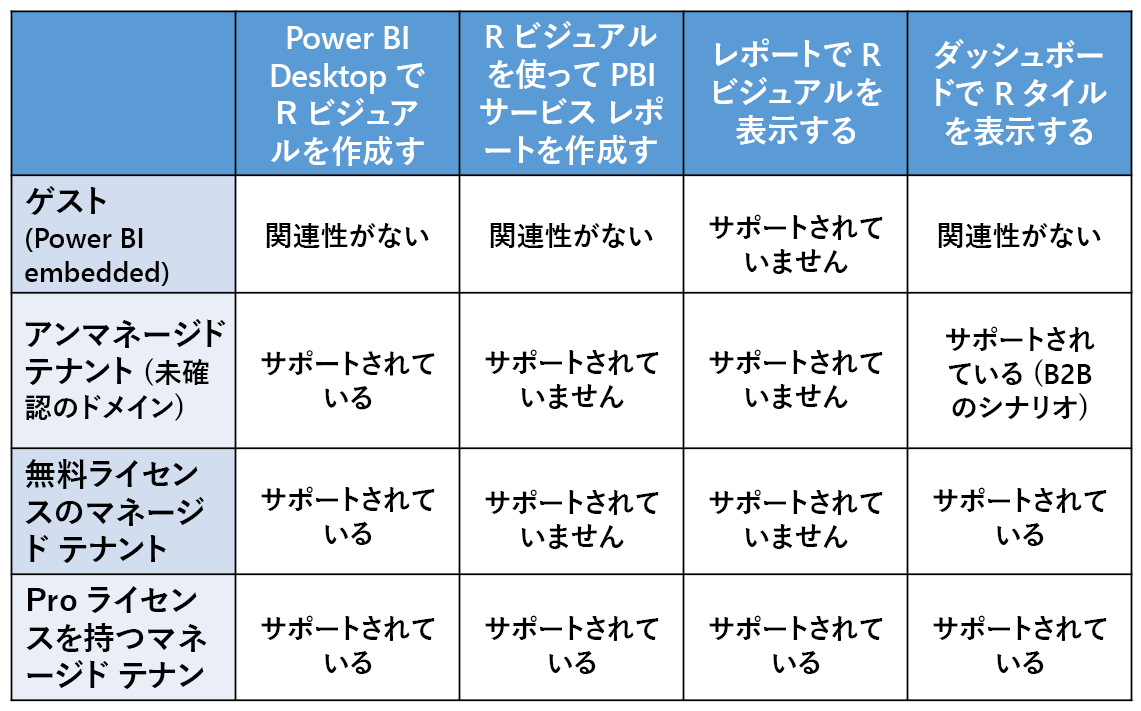 Power BI
Desktop で
R ビジュア
ルを作成す
R ビジュアル
を使って PBI
サービス レポ
ートを作成す
レポートで R
ビジュアルを
表示する
ダッシュボー
ドで R タイル
を表示する
ゲスト
(Power BI
embedded)
関連性がない
関連性がない
サポートされて
いません
関連性がない
アンマネージド
テナント (未確
認のドメイン)
サポートされて
いる
サポートされて
いません
サポートされて
いません
サポートされ
ている (B2B
のシナリオ)
無料ライセン
スのマネージ
ド テナント
サポートされて
いる
サポートされて
いません
サポートされて
いません
サポートされて
いる
Pro ライセン
スを持つマネ
ージド テナン
サポートされて
いる
サポートされて
いる
サポートされて
いる
サポートされて
いる